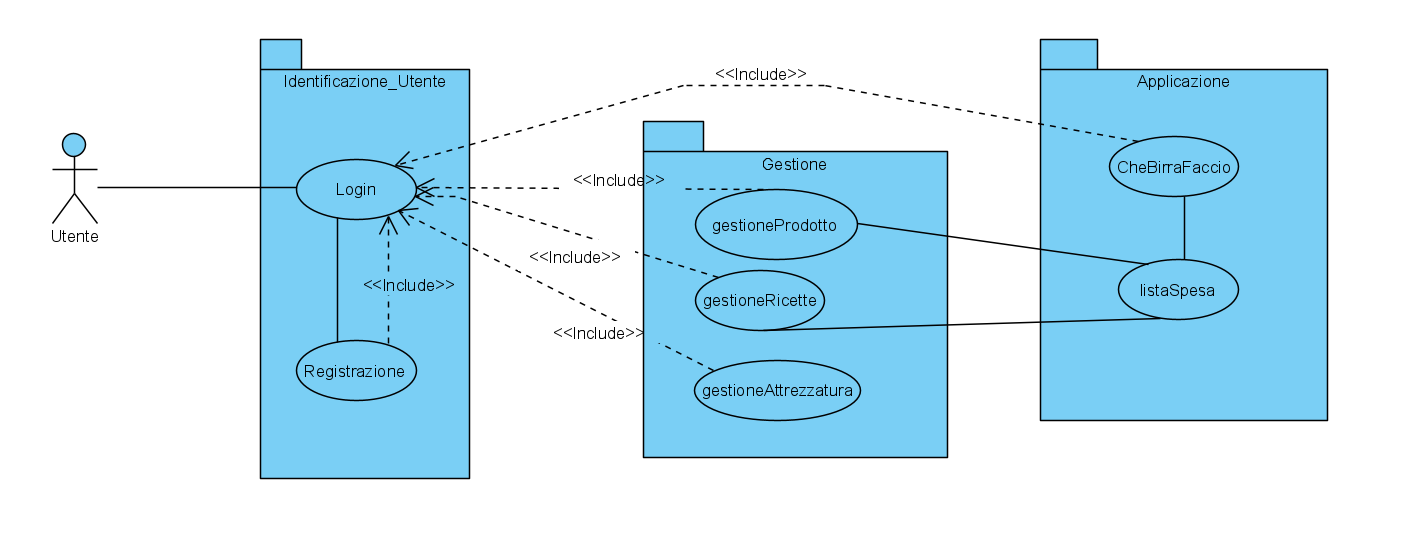 <<Include>>
Identificazione_Utente
Applicazione
Gestione
CheBirraFaccio
<<Include>>
Login
gestioneProdotto
Utente
<<Include>>
<<Include>>
listaSpesa
gestioneRicette
<<Include>>
Registrazione
gestioneAttrezzatura